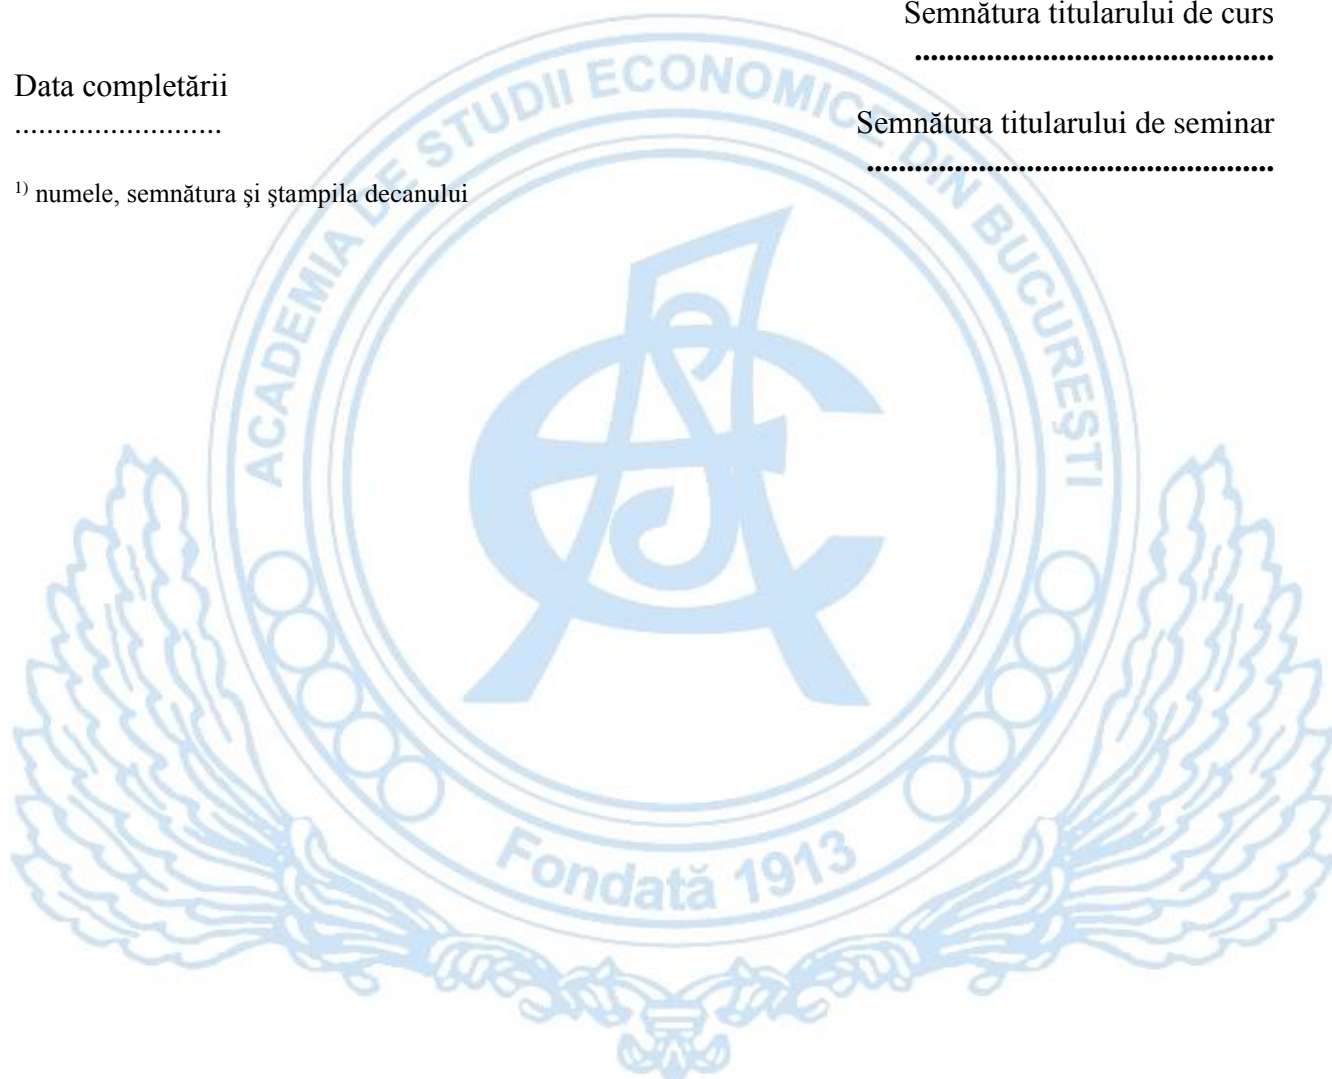 Semnătura titularului de curs
.............................................
Data completării
..........................
Semnătura titularului de seminar
...................................................
1) numele, semnătura şi ştampila decanului
ACADEMIA DE STUDII ECONOMICE DIN BUCUREŞTI
Fondată 1913